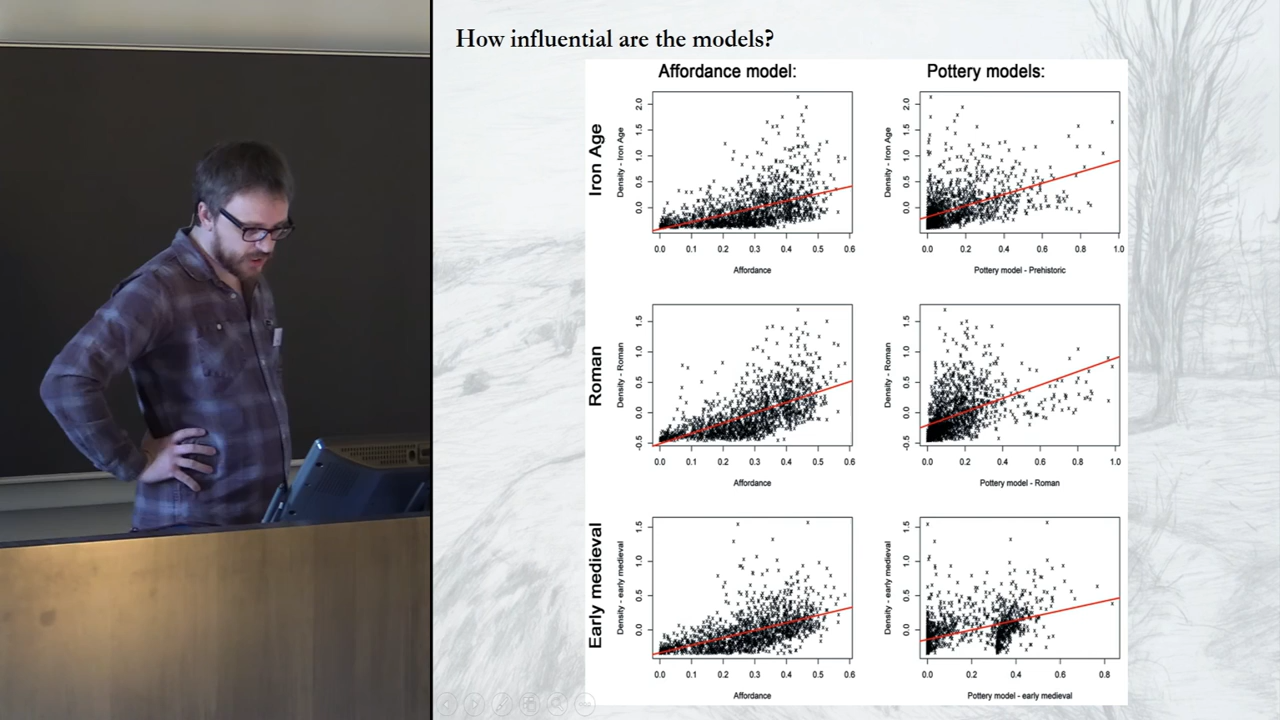 How influential are the models?
Affordance model:
Pottery models:
Iron Age
Density - Iron Age
0.0 0.5 1.0 1.5 2.0
0.0 0.1 0.2 0.3 0.4 0.5 0.6
Affordance
Density - Iron Age
0.0 0.5 1.0 1.5 2.0
0.0 0.2 0.4 0.6 0.8 1.0
Pottery model - Prehistoric
Roman
Density - Roman
-0.5 0.0 0.5 1.0 1.5
0.0 0.1 0.2 0.3 0.4 0.5 0.6
Affordance
Density - Roman
-0.5 0.0 0.5 1.0 1.5
0.0 0.2 0.4 0.6 0.8 1.0
Pottery model - Roman
Early medieval
Density - early medieval
0.0 0.5 1.0 1.5
0.0 0.1 0.2 0.3 0.4 0.5 0.6
Affordance
Density - early medieval
0.0 0.5 1.0 1.5
0.0 0.2 0.4 0.6 0.8
Pottery model - early medieval